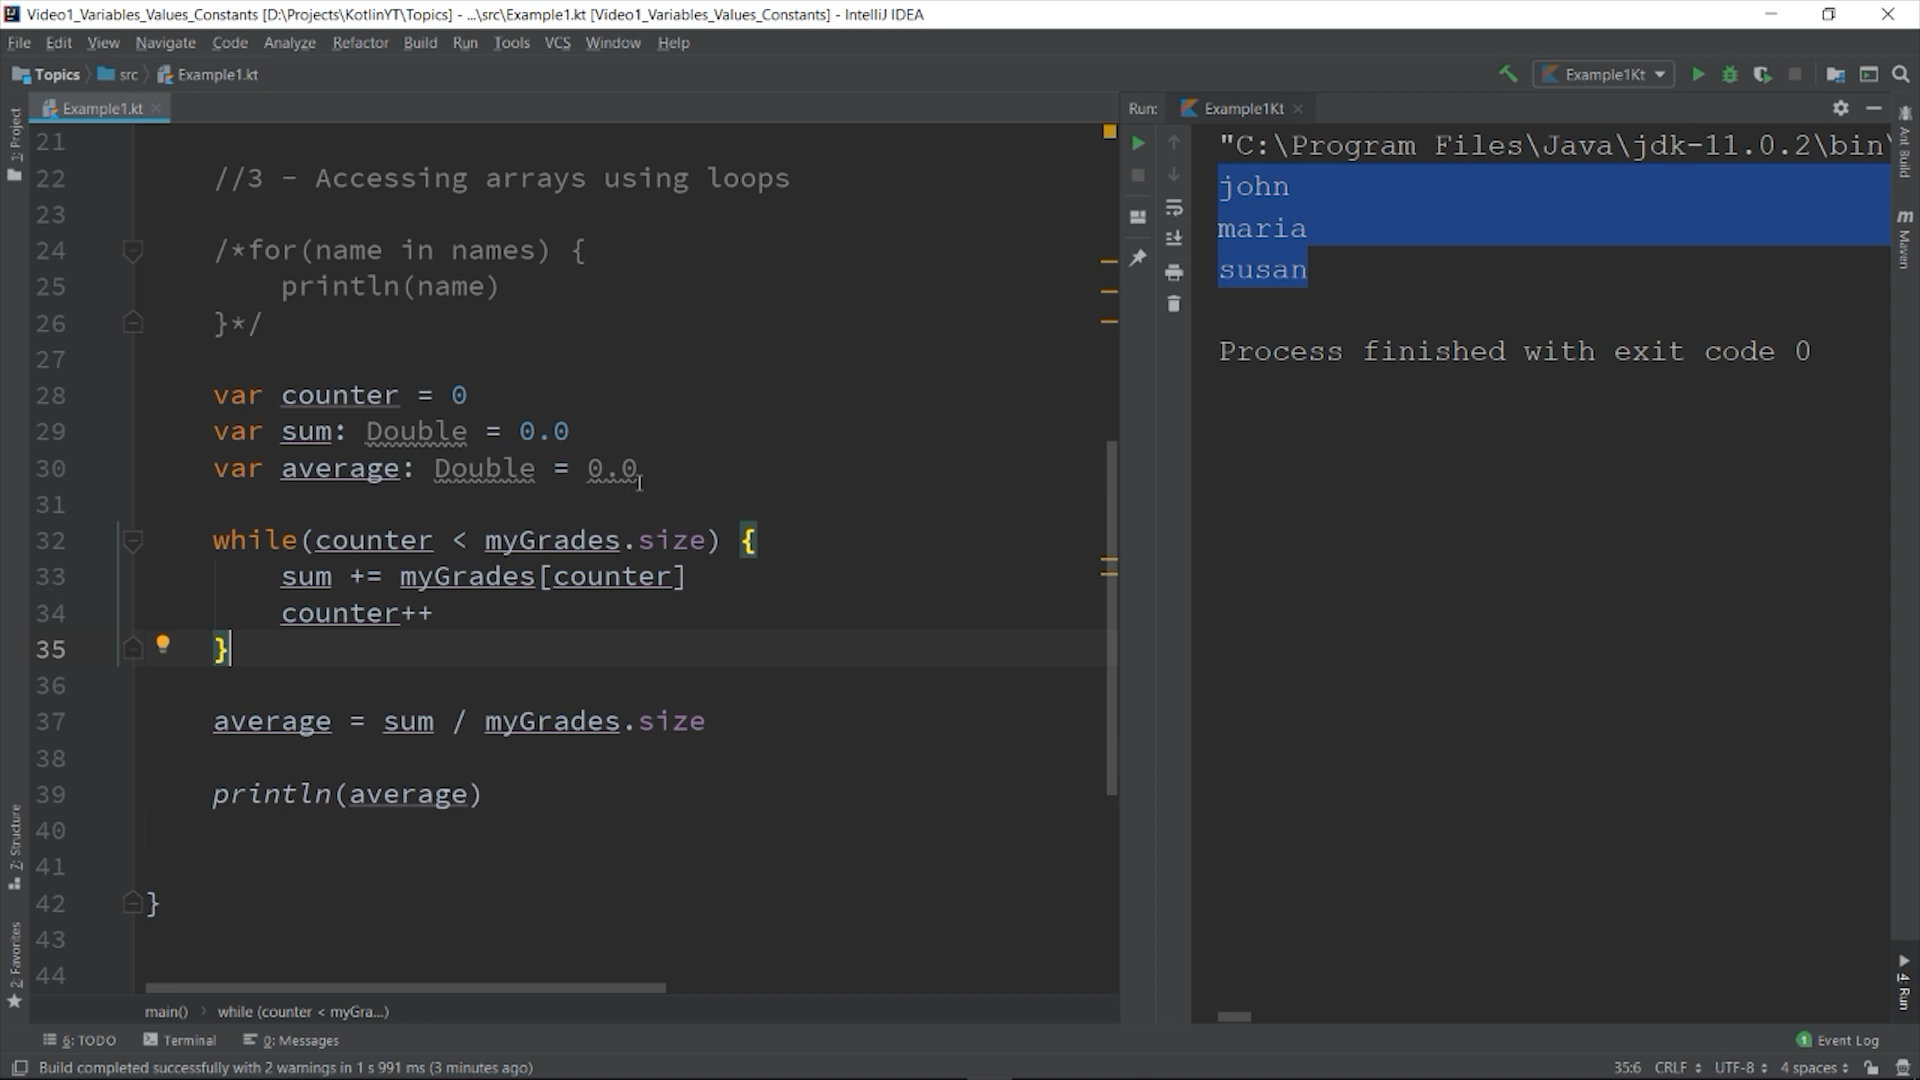 Video1_Variables_Values_Constants [D:\Projects\KotlinYT\Topics] - ...\src\Example1.kt [Video1_Variables_Values_Constants] - IntelliJ IDEA
File Edit View Navigate Code Analyze Refactor Build Run Tools VCS Window Help
Topics src Example1.kt
Example1Kt
1: Project
Example1.kt
21
22 //3 - Accessing arrays using loops
23
24 /*for(name in names) {
25 println(name)
26 }*/
27
28 var counter = 0
29 var sum: Double = 0.0
30 var average: Double = 0.0
31
32 while(counter < myGrades.size) {
33 sum += myGrades[counter]
34 counter++
35 }
36
37 average = sum / myGrades.size
38
39 println(average)
40
41
42 }
43
44
main() while (counter < myGra...)
Run: Example1Kt
"C:\Program Files\Java\jdk-11.0.2\bin\
john
maria
susan
Process finished with exit code 0
Ant Build
m Maven
4: Run
7: Structure
2: Favorites
6: TODO Terminal 0: Messages
1 Event Log
Build completed successfully with 2 warnings in 1 s 991 ms (3 minutes ago)
35:6 CRLF UTF-8 4 spaces